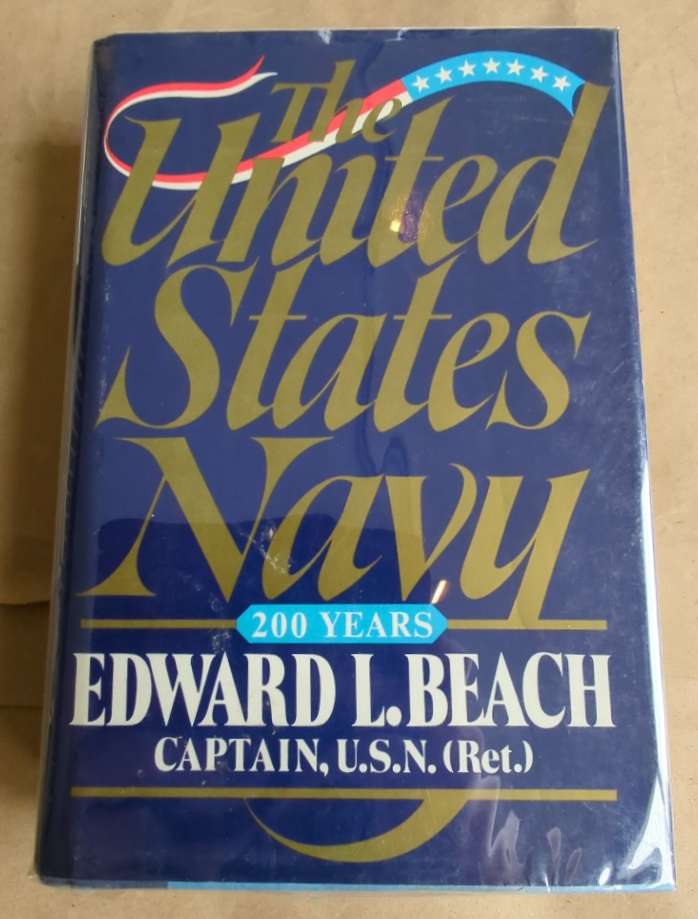 The
United
States
Navy
200 YEARS
EDWARD L. BEACH
CAPTAIN, U.S.N. (Ret.)